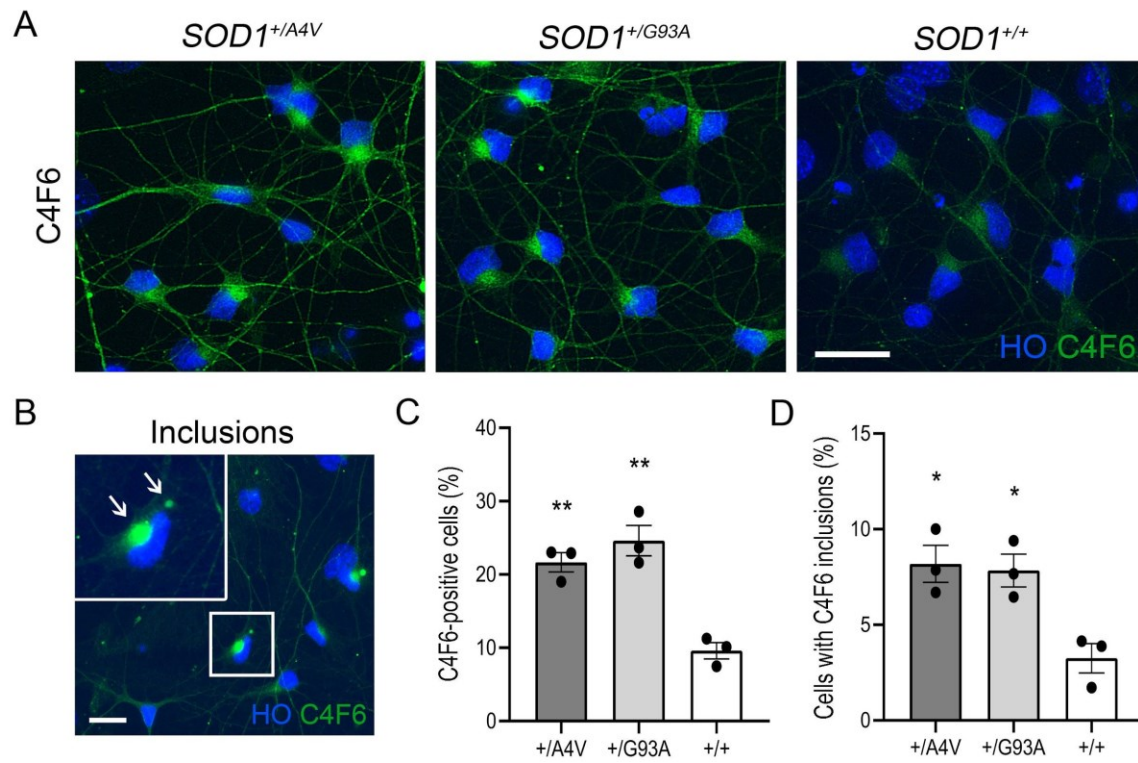 A
SOD1+/A4V
SOD1+/G93A
SOD1+/+
C4F6
HO C4F6
B
Inclusions
HO C4F6
C
C4F6-positive cells (%)
40
30
20
10
0
**
**
+/A4V
+/G93A
+/+
D
Cells with C4F6 inclusions (%)
15
10
5
0
*
*
+/A4V
+/G93A
+/+